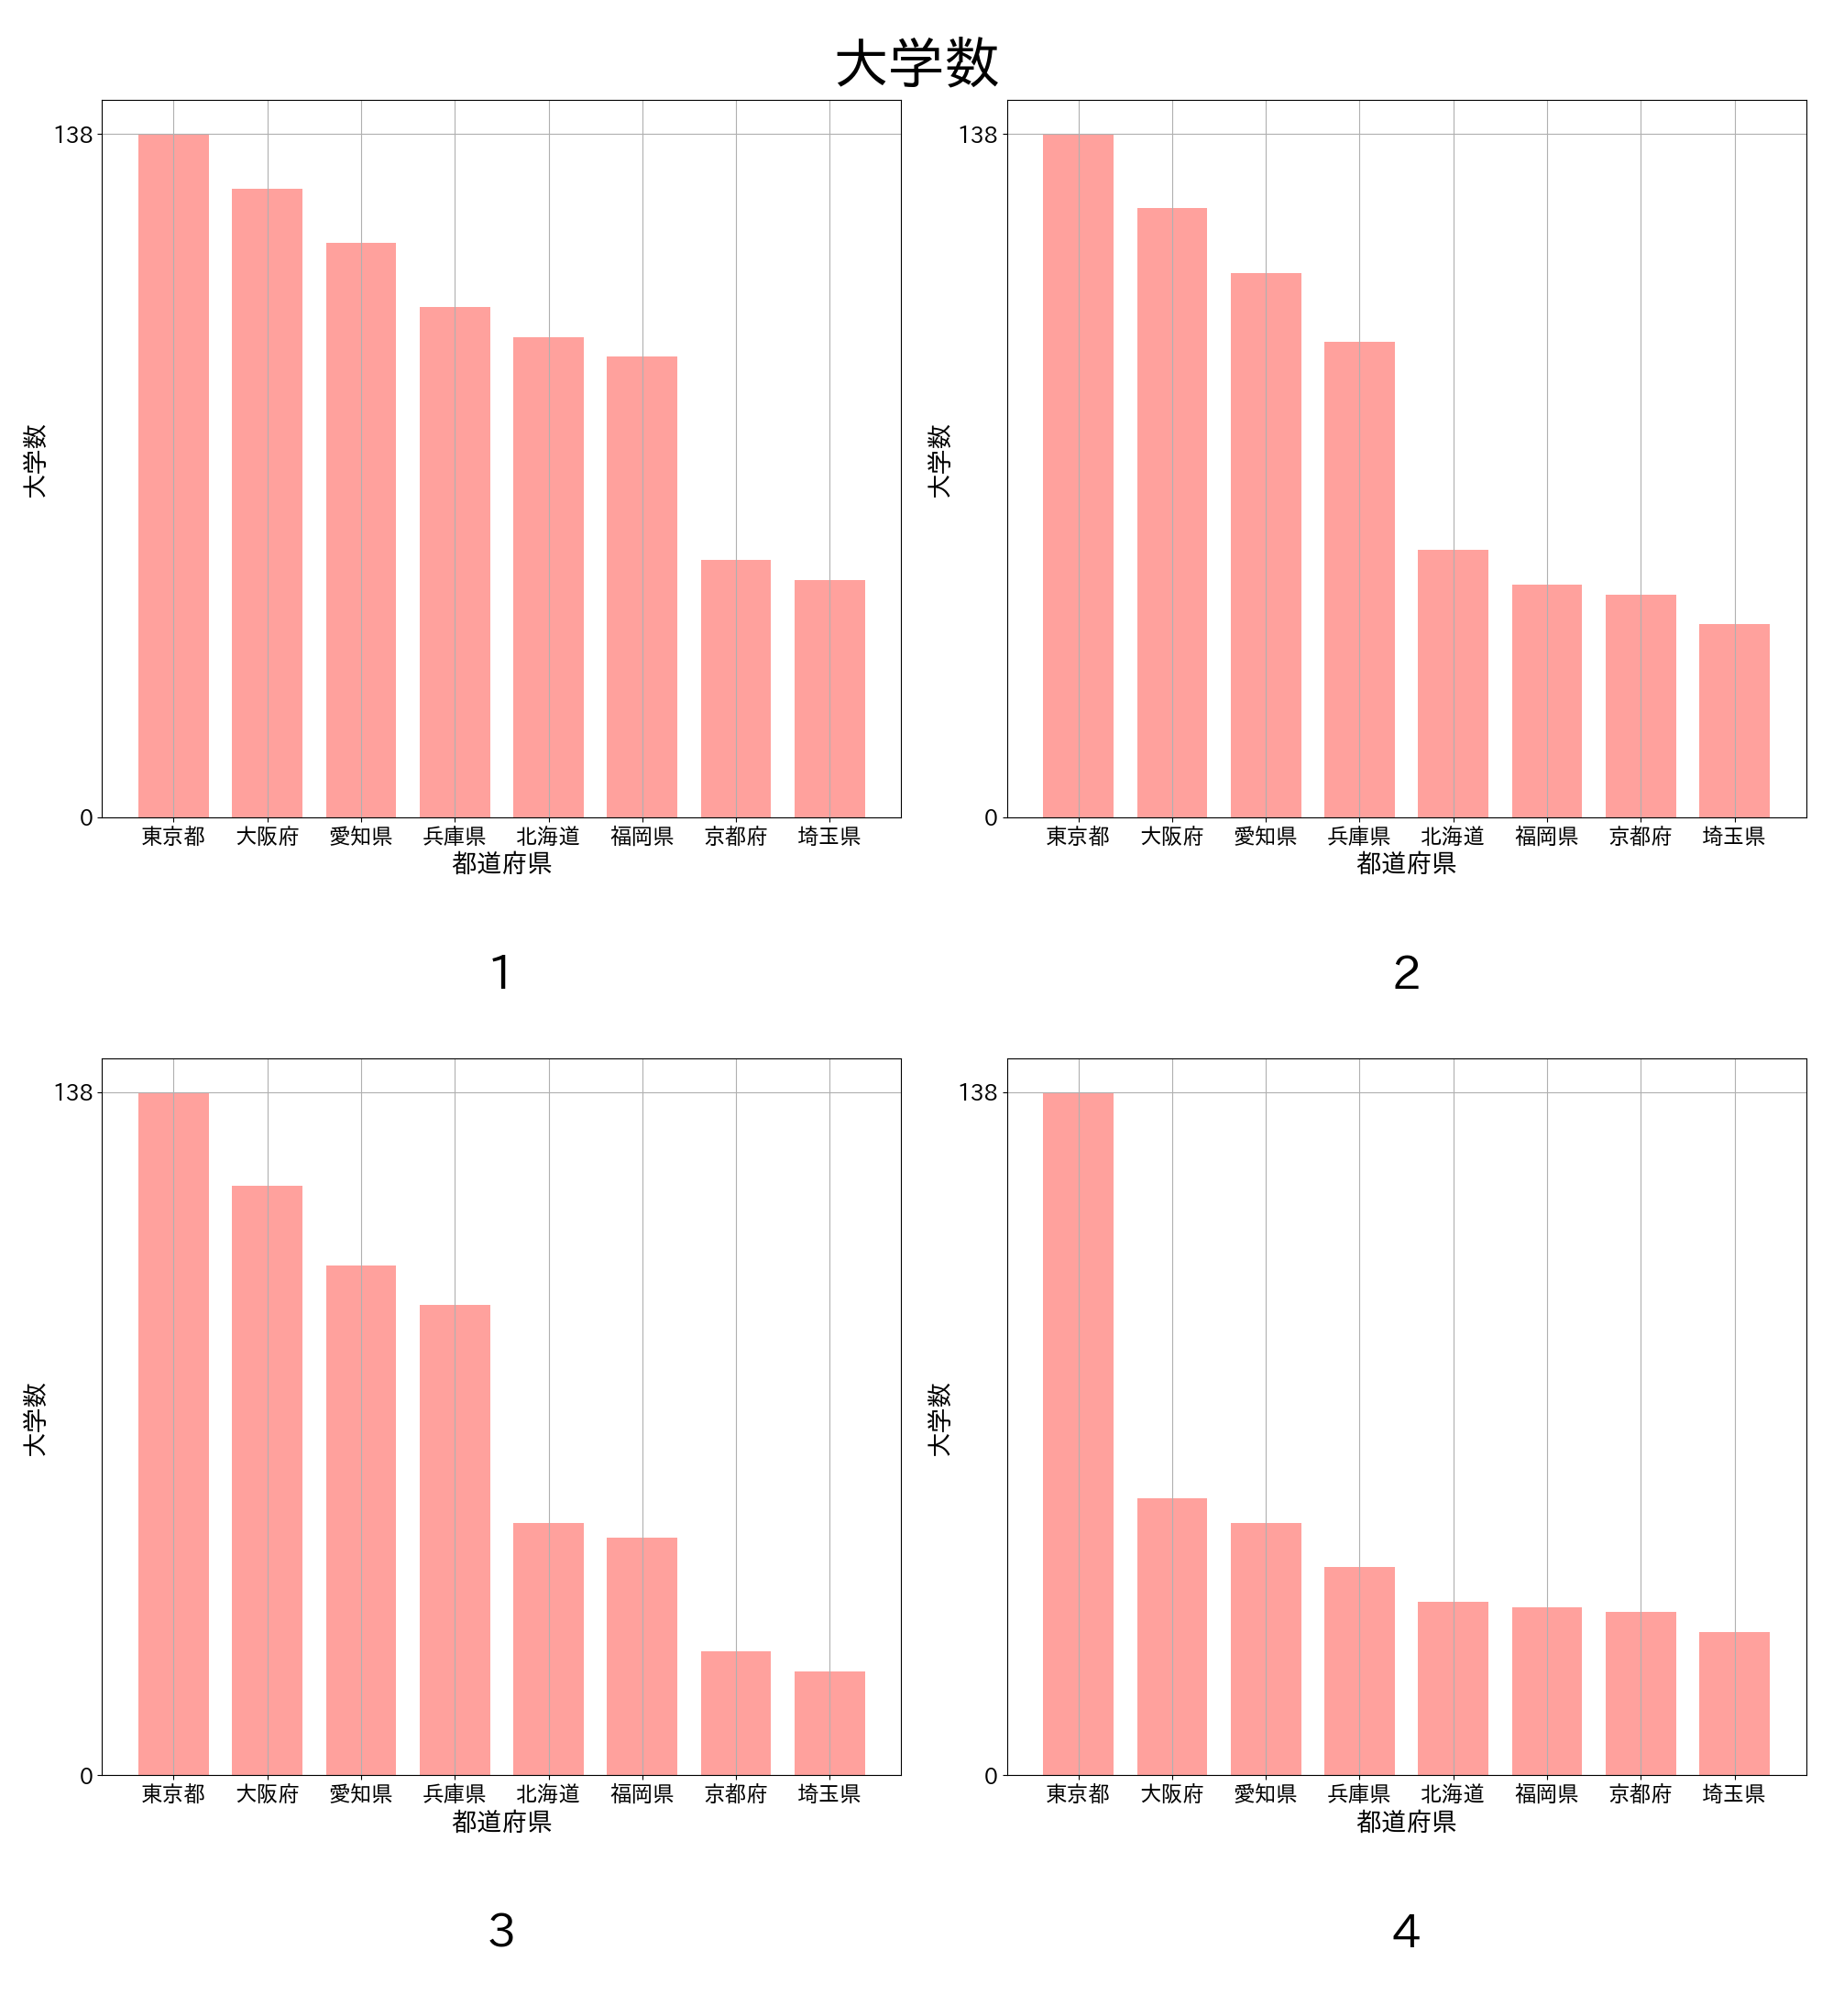 大学数
138
0
大学数
東京都 大阪府 愛知県 兵庫県 北海道 福岡県 京都府 埼玉県
都道府県
1
138
0
大学数
東京都 大阪府 愛知県 兵庫県 北海道 福岡県 京都府 埼玉県
都道府県
2
138
0
大学数
東京都 大阪府 愛知県 兵庫県 北海道 福岡県 京都府 埼玉県
都道府県
3
138
0
大学数
東京都 大阪府 愛知県 兵庫県 北海道 福岡県 京都府 埼玉県
都道府県
4